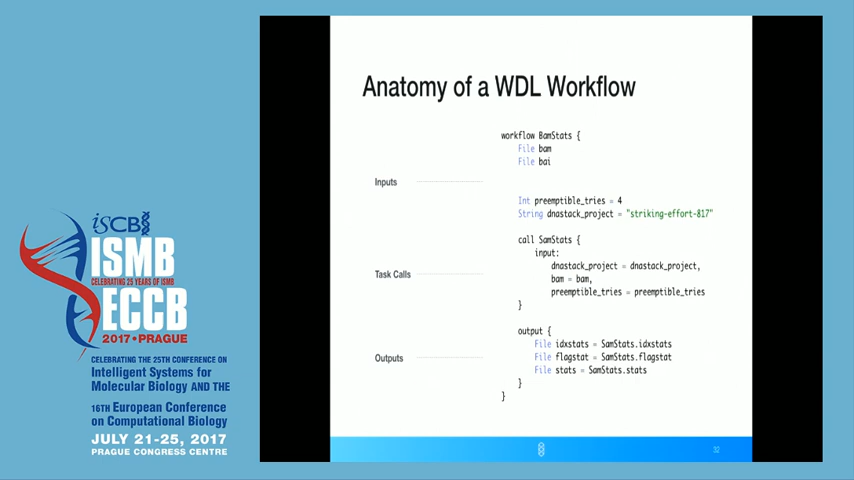 Anatomy of a WDL Workflow
workflow BamStats {
File bam
File bai
Inputs
Int preemptible_tries = 4
String dnastack_project = "striking-effort-817"
call SamStats {
input:
dnastack_project = dnastack_project,
Task Calls
bam = bam,
preemptible_tries = preemptible_tries
}
output {
File idxstats = SamStats.idxstats
Outputs
File flagstat = SamStats.flagstat
File stats = SamStats.stats
}
}
32
iSCB
ISMB
CELEBRATING 25 YEARS OF ISMB
ECCB
2017 • PRAGUE
CELEBRATING THE 25TH CONFERENCE ON
Intelligent Systems for
Molecular Biology AND THE
16TH European Conference
on Computational Biology
JULY 21-25, 2017
PRAGUE CONGRESS CENTRE